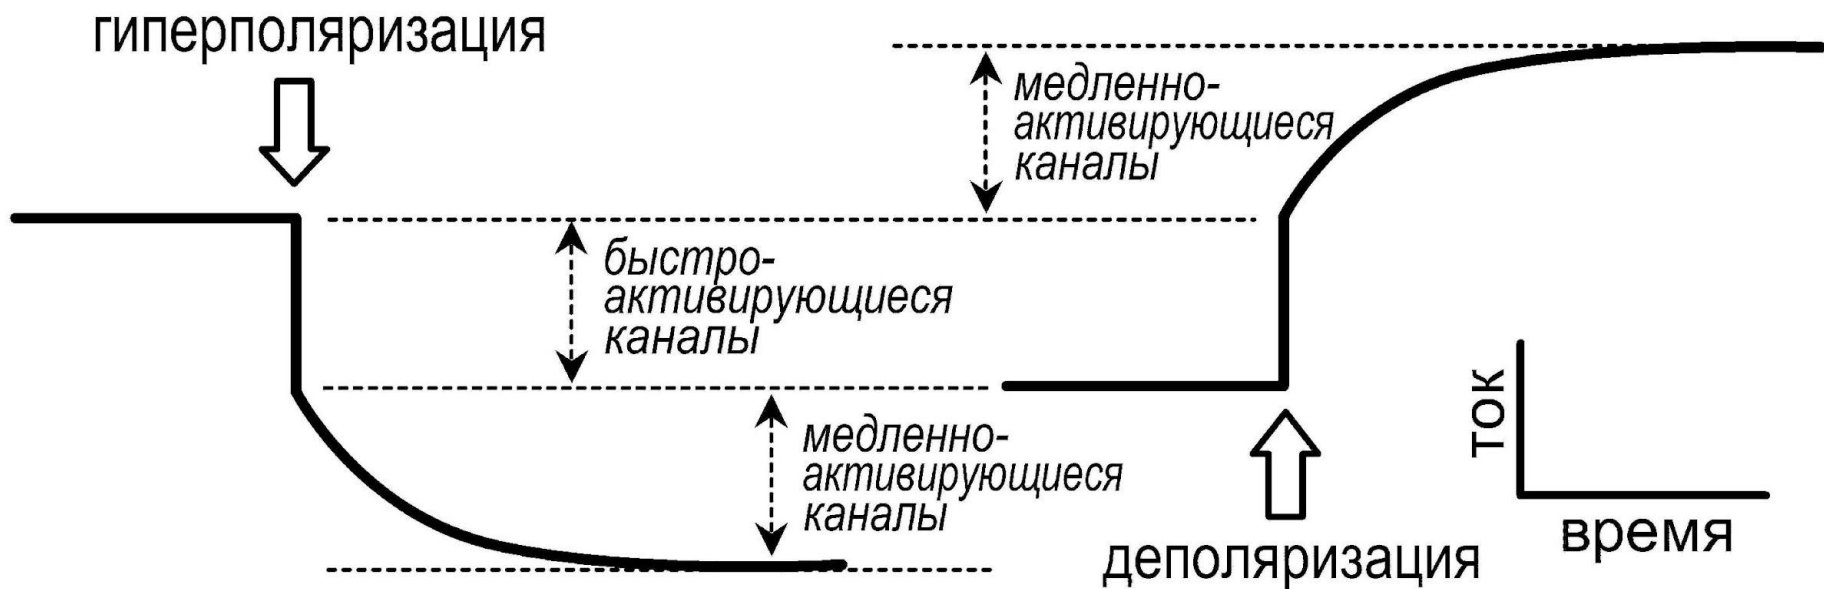 гиперполяризация
медленно-
активирующиеся
каналы
быстро-
активирующиеся
каналы
медленно-
активирующиеся
каналы
деполяризация
ток
время